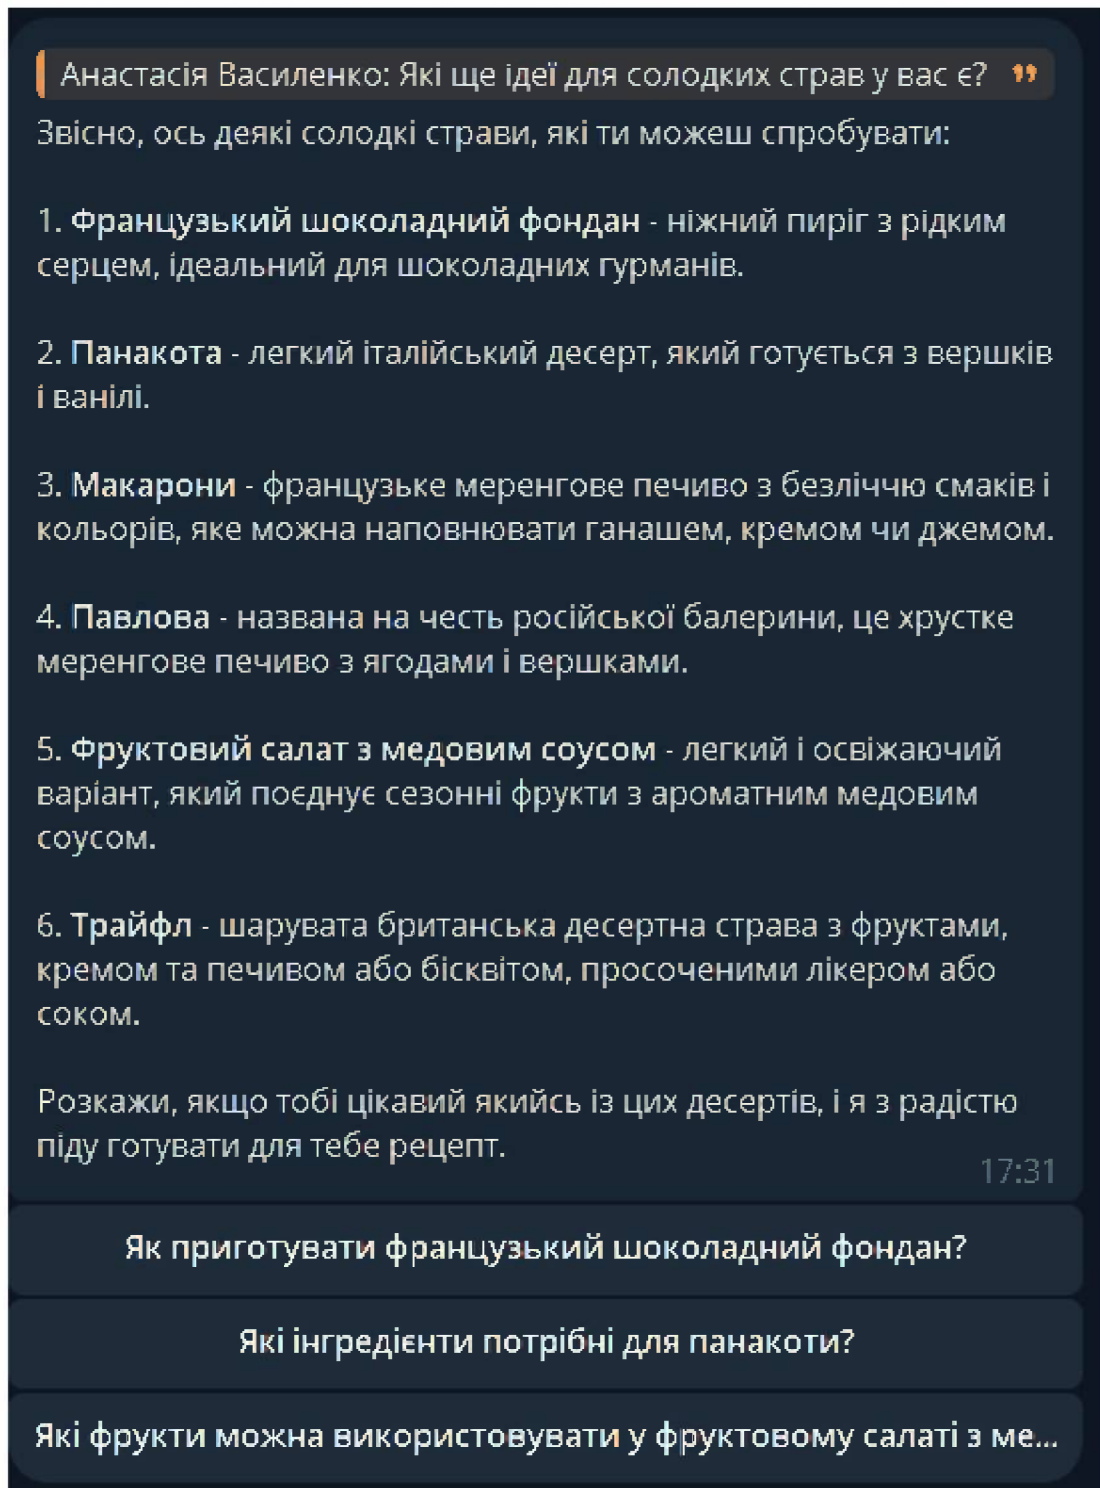 Анастасія Василенко: Які ще ідеї для солодких страв у вас є?
Звісно, ось деякі солодкі страви, які ти можеш спробувати:
1. Французький шоколадний фондан - ніжний пиріг з рідким
серцем, ідеальний для шоколадних гурманів.
2. Панакота - легкий італійський десерт, який готується з вершків
і ванілі.
3. Макарони - французьке меренгове печиво з безліччю смаків і
кольорів, яке можна наповнювати ганашем, кремом чи джемом.
4. Павлова - названа на честь російської балерини, це хрустке
меренгове печиво з ягодами і вершками.
5. Фруктовий салат з медовим соусом - легкий і освіжаючий
варіант, який поєднує сезонні фрукти з ароматним медовим
соусом.
6. Трайфл - шарувата британська десертна страва з фруктами,
кремом та печивом або бісквітом, просоченими лікером або
соком.
Розкажи, якщо тобі цікавий якийсь із цих десертів, і я з радістю
піду готувати для тебе рецепт.
17:31
Як приготувати французький шоколадний фондан?
Які інгредієнти потрібні для панакоти?
Які фрукти можна використовувати у фруктовому салаті з ме...